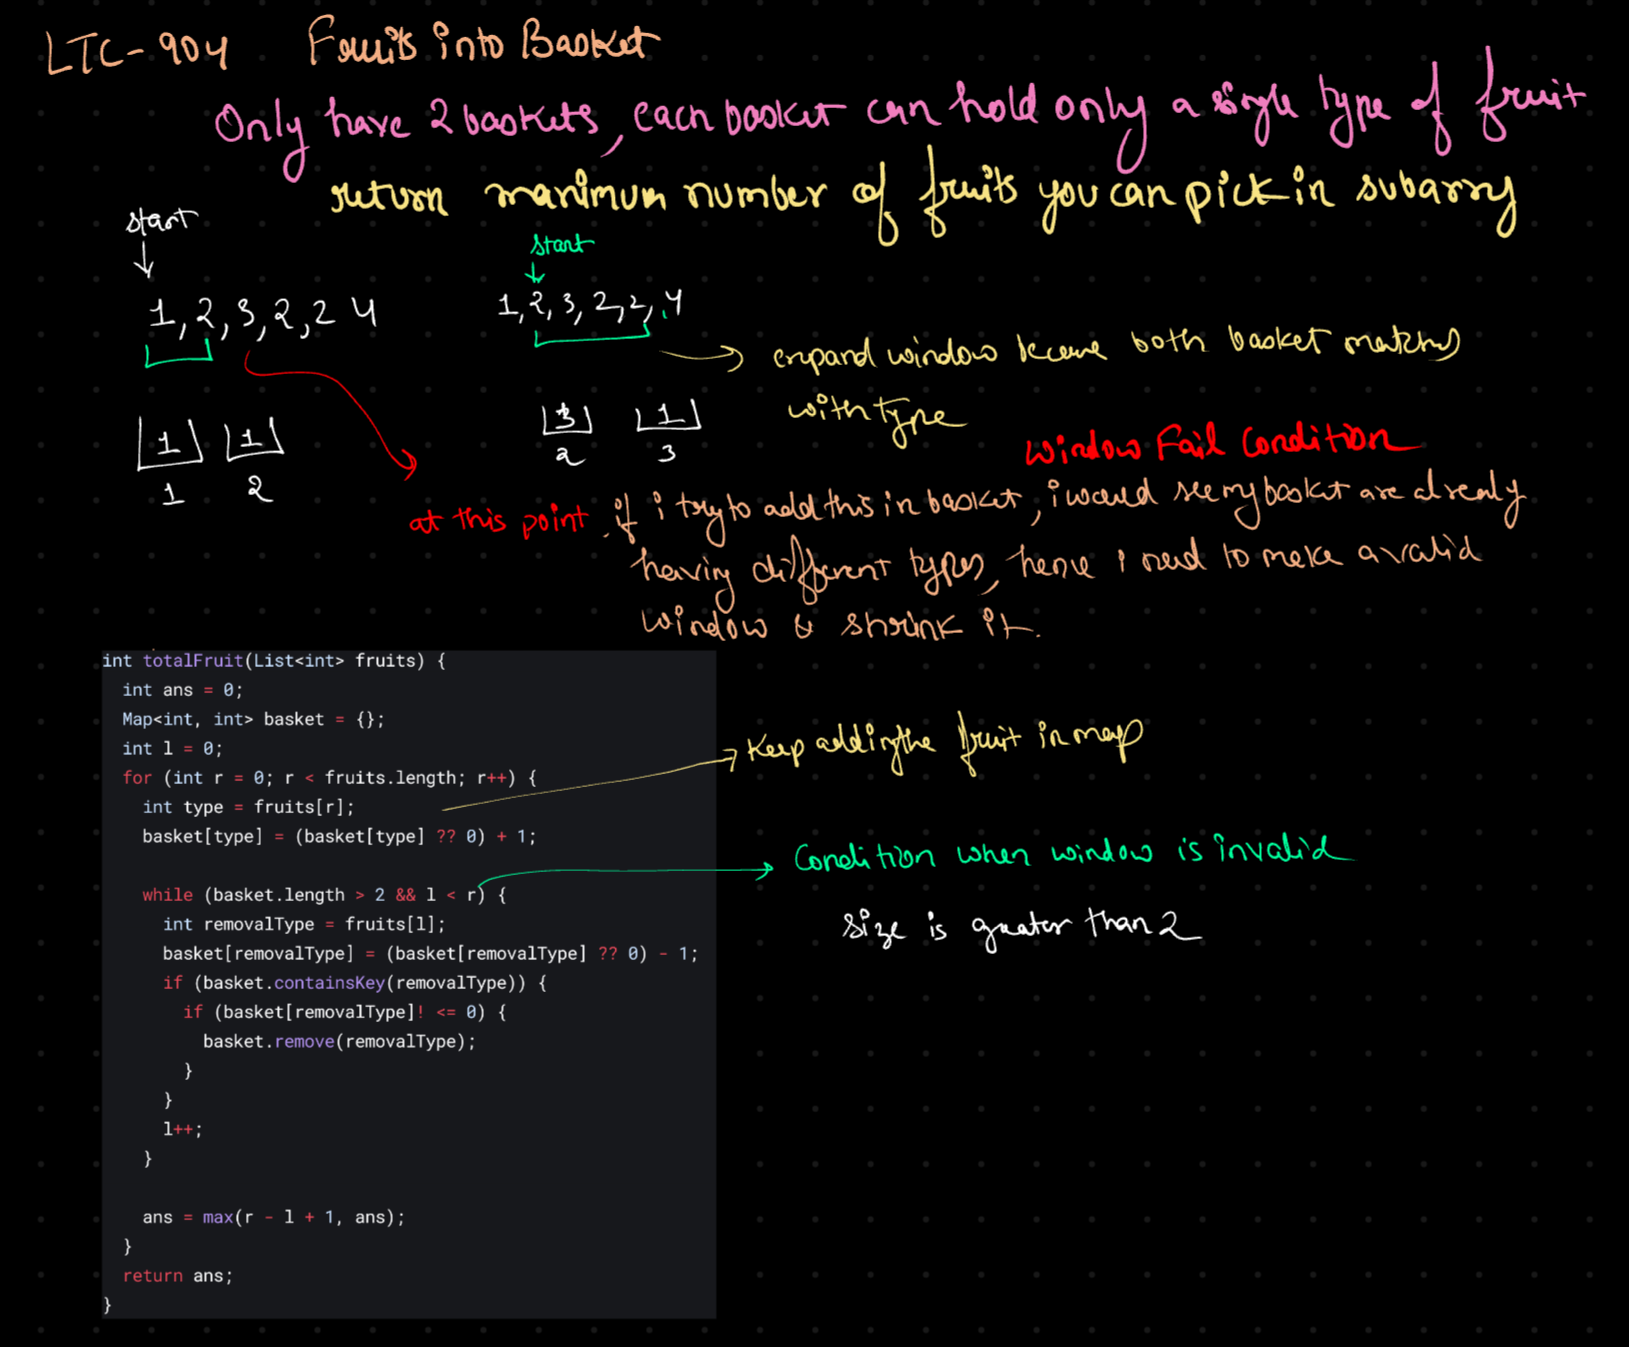 LTC-904 Fruits into Basket
Only have 2 baskets, each basket can hold only a single type of fruit
return maximum number of fruits you can pick in subarry
start
start
1, 2, 3, 2, 2 4
1, 2, 3, 2, 2, 4
expand window because both basket matches
with type
1 1
1 2
3 1
2 3
Window Fail Condition
at this point, if i try to add this in basket, i would see my basket are already
having different types, hence i need to make a valid
window & shrink it.
int totalFruit(List<int> fruits) {
int ans = 0;
Map<int, int> basket = {};
int l = 0;
for (int r = 0; r < fruits.length; r++) {
int type = fruits[r];
basket[type] = (basket[type] ?? 0) + 1;
while (basket.length > 2 && l < r) {
int removalType = fruits[l];
basket[removalType] = (basket[removalType] ?? 0) - 1;
if (basket.containsKey(removalType)) {
if (basket[removalType]! <= 0) {
basket.remove(removalType);
}
}
l++;
}
ans = max(r - l + 1, ans);
}
return ans;
}
Keep adding the fruit in map
Condition when window is invalid
size is greater than 2